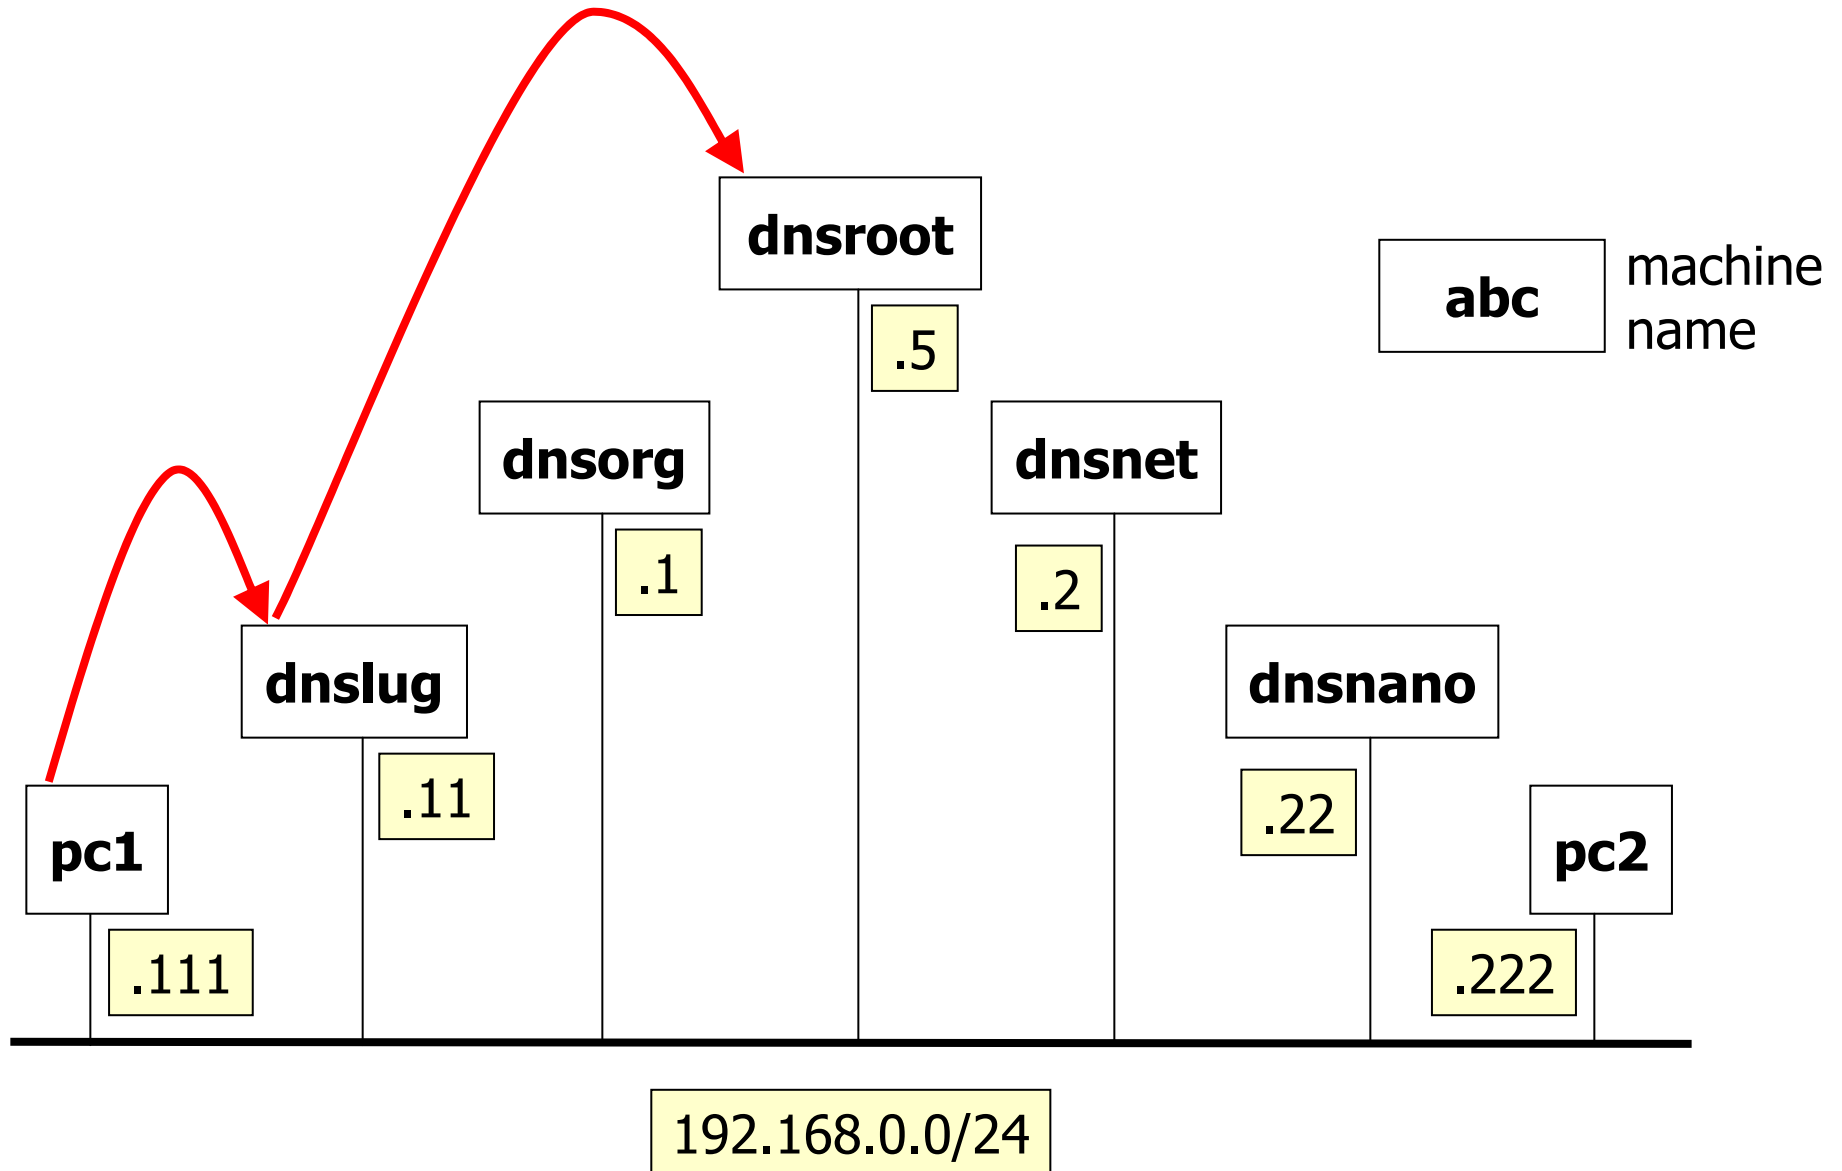 dnsroot
abc
machine
name
.5
dnsorg
dnsnet
.1
.2
dnslug
dnsnano
.11
.22
pc1
pc2
.111
.222
192.168.0.0/24